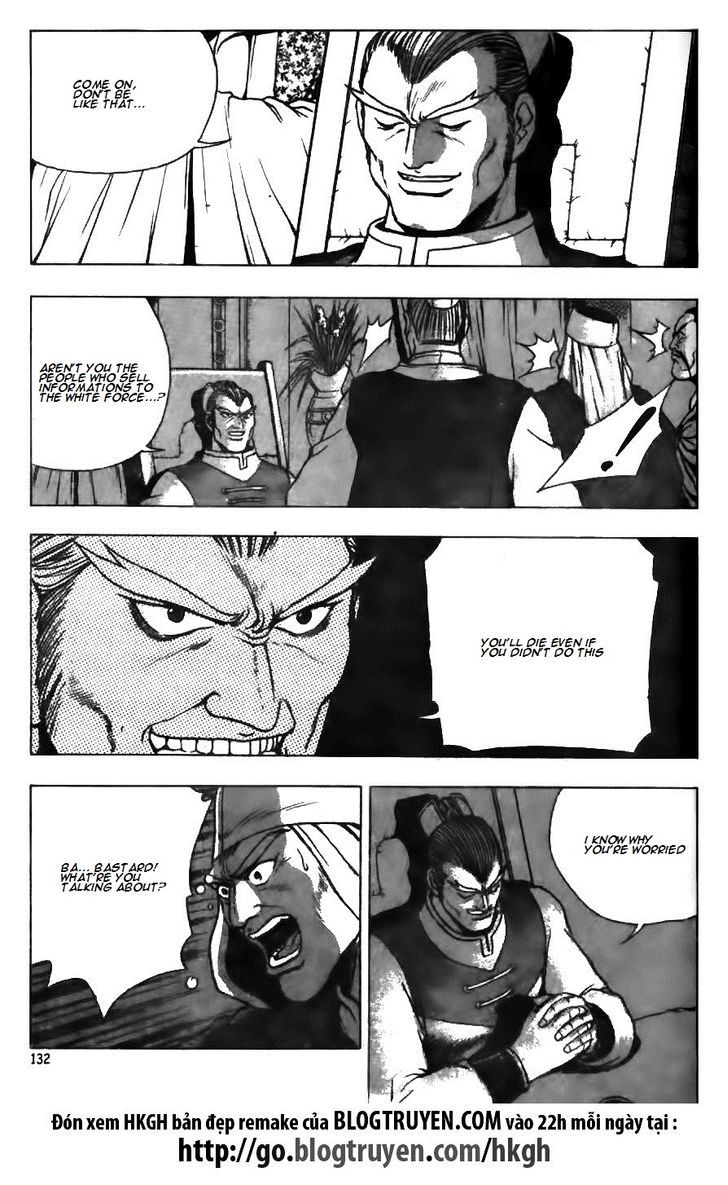 COME ON,
DON'T BE
LIKE THAT...
AREN'T YOU THE
PEOPLE WHO SELL
INFORMATIONS TO
THE WHITE FORCE...?
!
YOU'LL DIE EVEN IF
YOU DIDN'T DO THIS
BA... BASTARD!
WHAT'RE YOU
TALKING ABOUT?
I KNOW WHY
YOU'RE WORRIED
132
Đón xem HKGH bản đẹp remake của BLOGTRUYEN.COM vào 22h mỗi ngày tại :
http://go.blogtruyen.com/hkgh